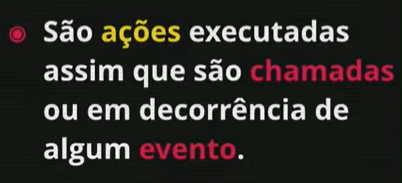 São ações executadas
assim que são chamadas
ou em decorrência de
algum evento.